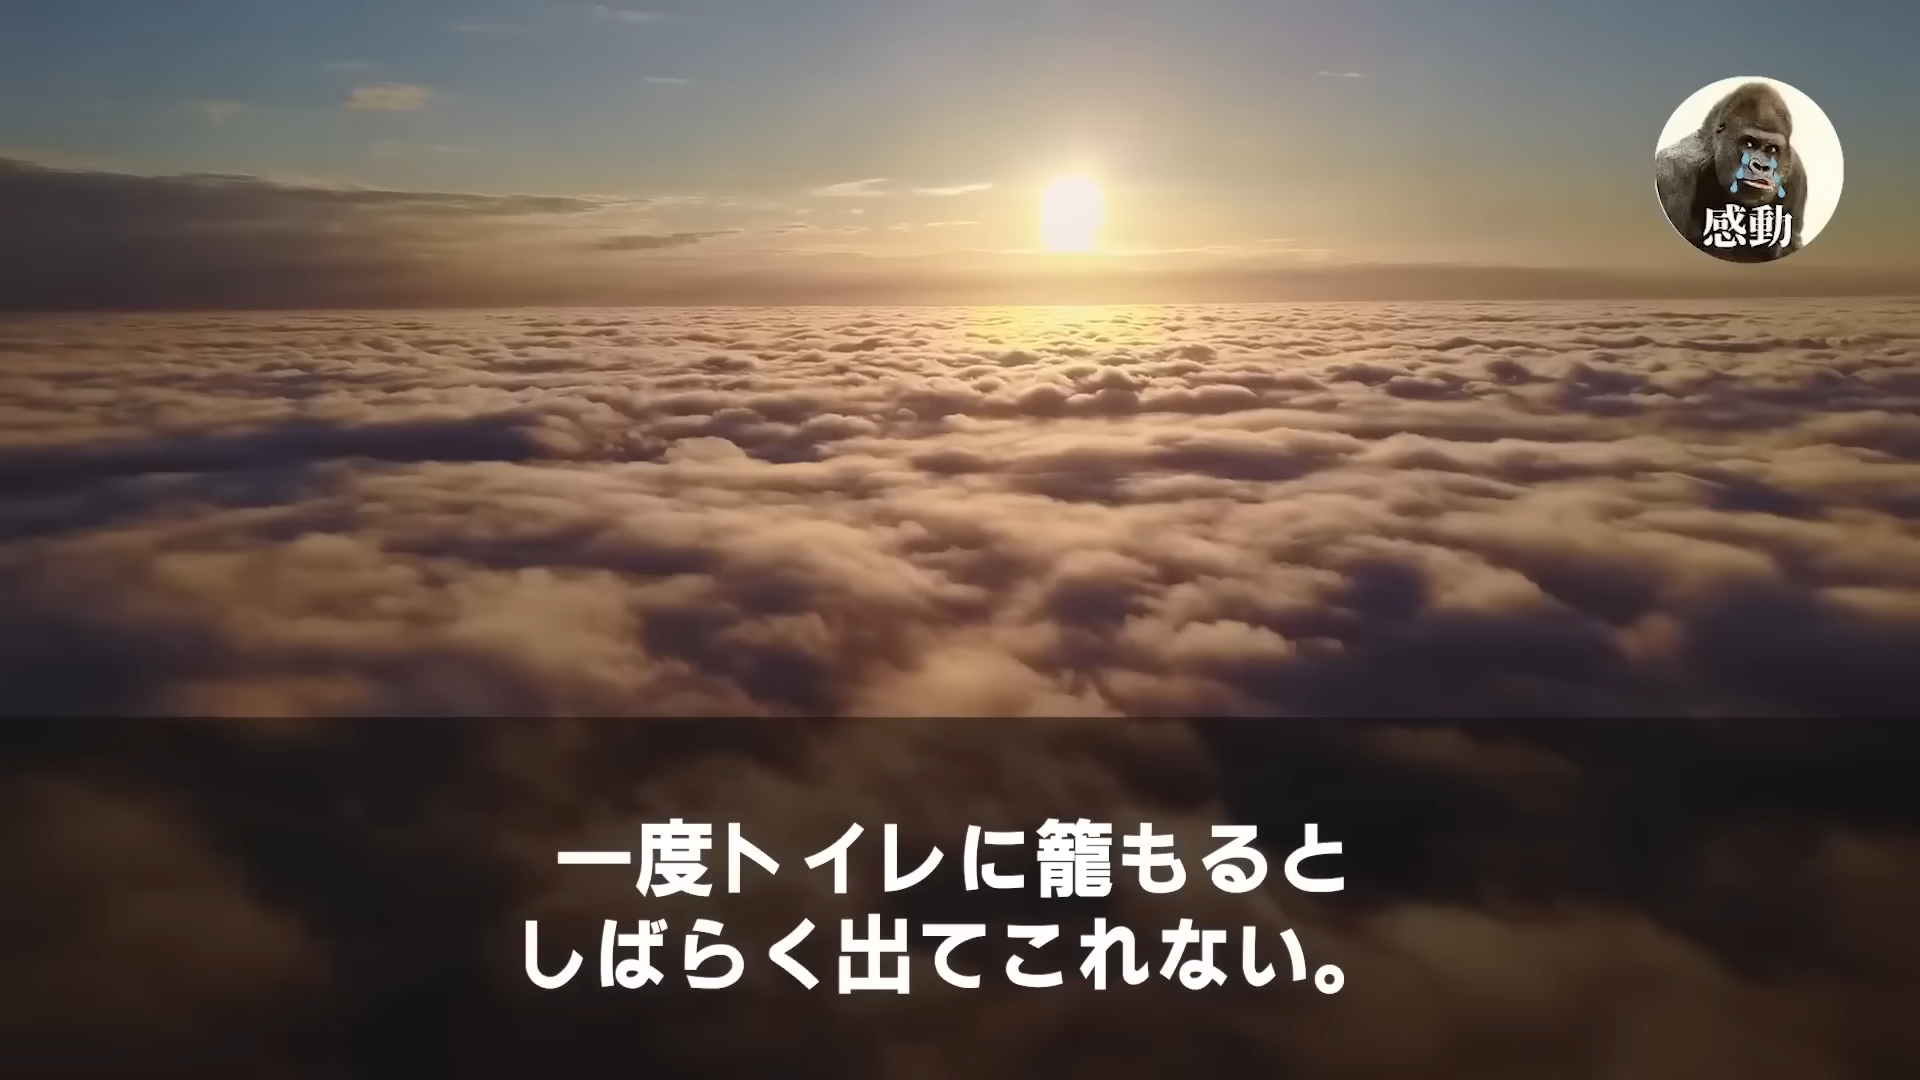 感動
一度トイレに籠もると
しばらく出てこれない。